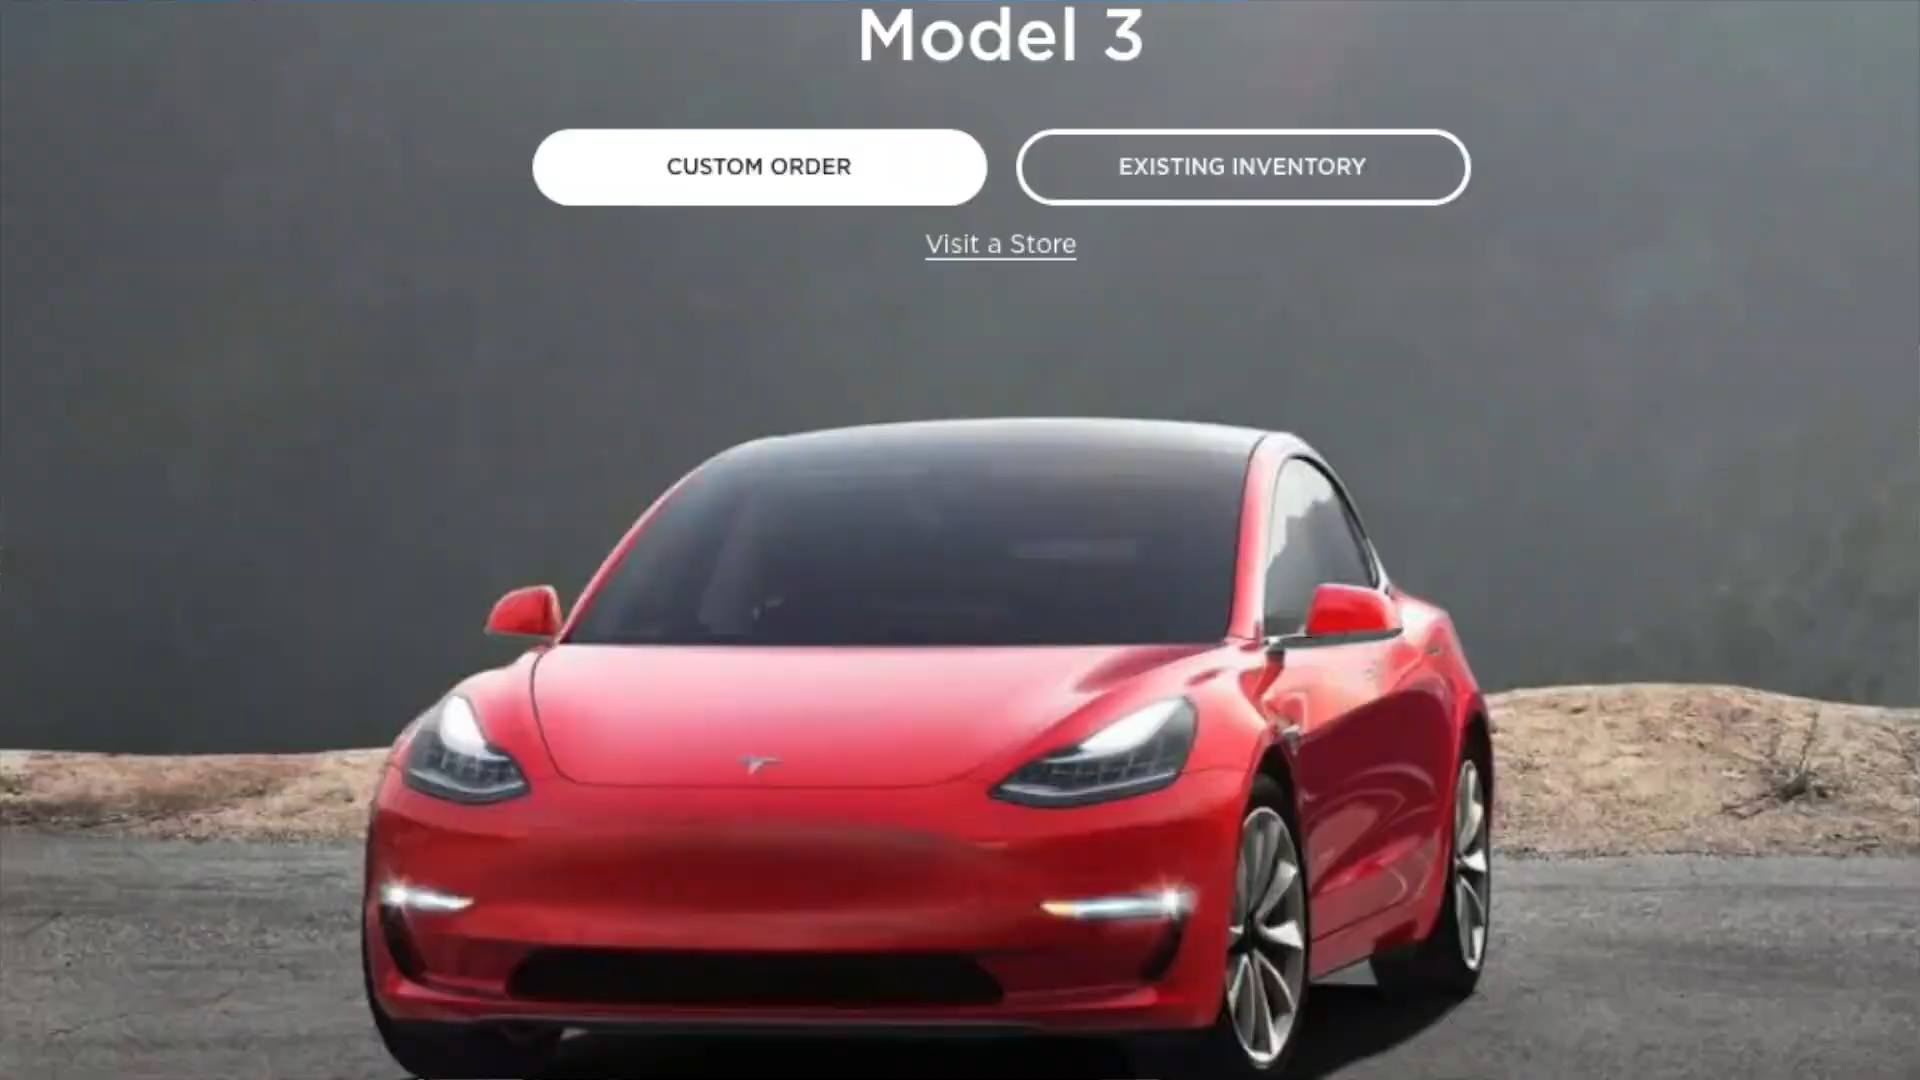 Model 3
CUSTOM ORDER
EXISTING INVENTORY
Visit a Store